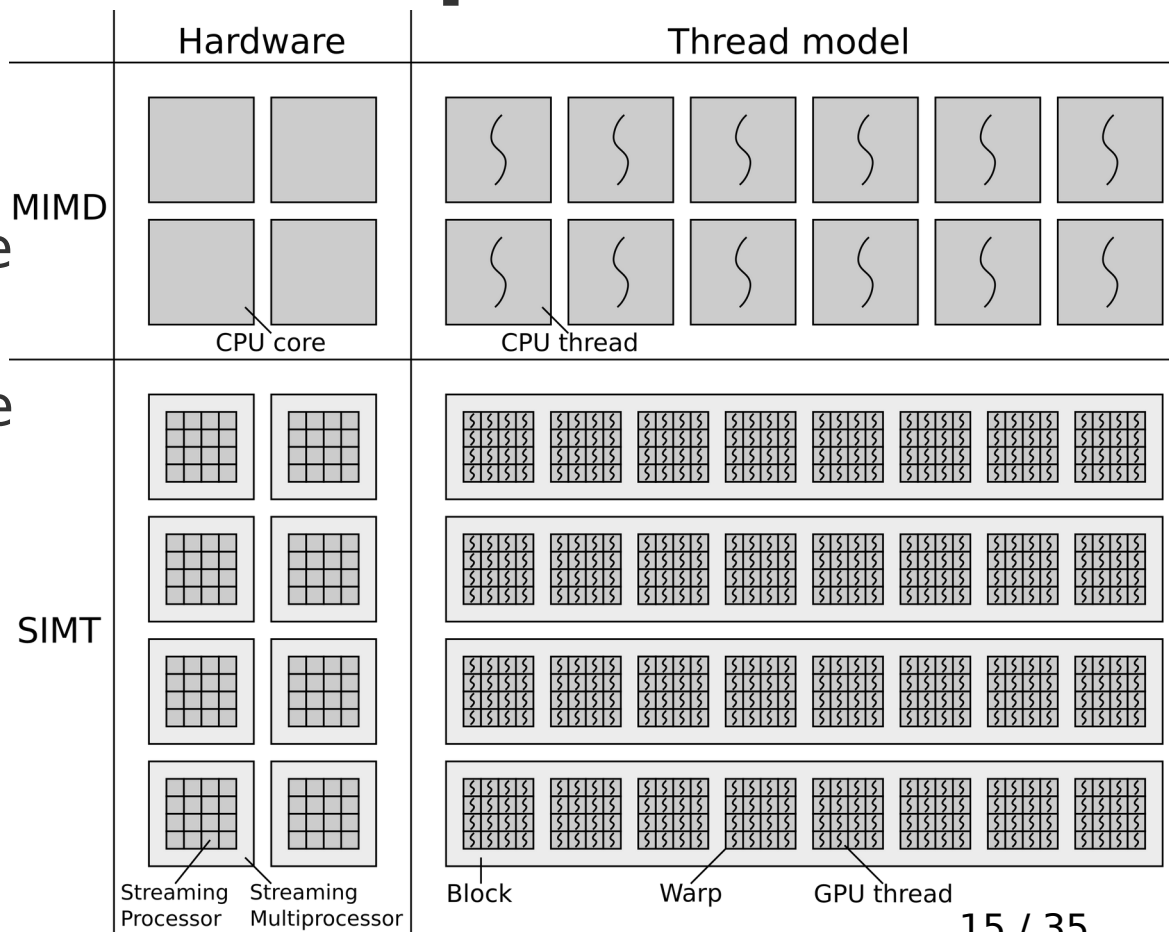 Hardware
Thread model
MIMD
e
CPU core
CPU thread
e
SIMT
Streaming
Processor
Streaming
Multiprocessor
Block
Warp
GPU thread
15 / 35